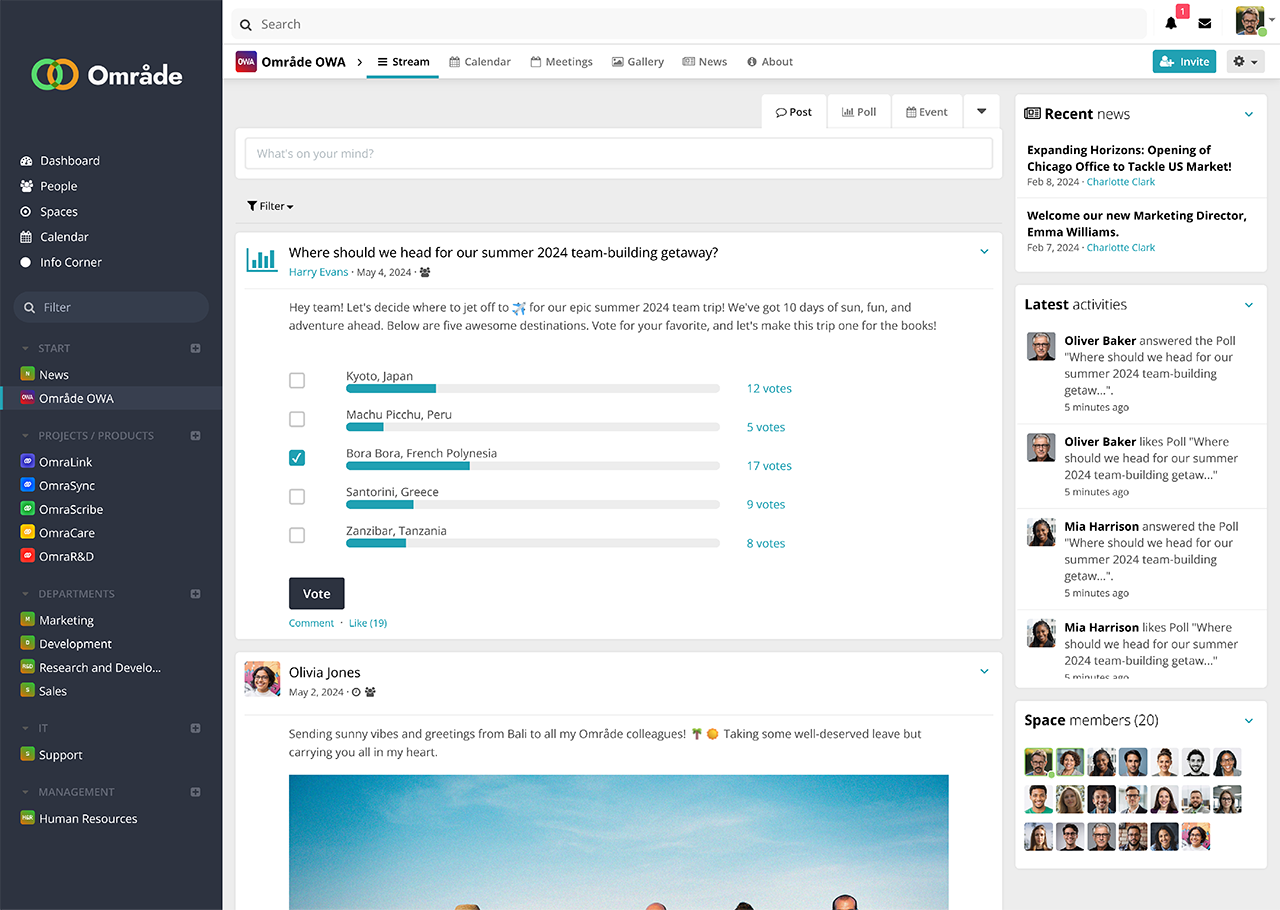 Område
Dashboard
People
Spaces
Calendar
Info Corner
Filter
START
News
OWA Område OWA
PROJECTS / PRODUCTS
OmraLink
OmraSync
OmraScribe
OmraCare
OmraR&D
DEPARTMENTS
M Marketing
D Development
R&D Research and Develo...
S Sales
IT
S Support
MANAGEMENT
Human Resources
Search
1
OWA Område OWA
Stream
Calendar
Meetings
Gallery
News
About
Invite
Post
Poll
Event
What's on your mind?
Filter
Where should we head for our summer 2024 team-building getaway?
Harry Evans · May 4, 2024 ·
Hey team! Let's decide where to jet off to ✈️ for our epic summer 2024 team trip! We've got 10 days of sun, fun, and
adventure ahead. Below are five awesome destinations. Vote for your favorite, and let's make this trip one for the books!
Kyoto, Japan
12 votes
Machu Picchu, Peru
5 votes
Bora Bora, French Polynesia
17 votes
Santorini, Greece
9 votes
Zanzibar, Tanzania
8 votes
Vote
Comment · Like (19)
Olivia Jones
May 2, 2024 ·
Sending sunny vibes and greetings from Bali to all my Område colleagues! 🌴 🌞 Taking some well-deserved leave but
carrying you all in my heart.
Recent news
Expanding Horizons: Opening of
Chicago Office to Tackle US Market!
Feb 8, 2024 · Charlotte Clark
Welcome our new Marketing Director,
Emma Williams.
Feb 7, 2024 · Charlotte Clark
Latest activities
Oliver Baker answered the Poll
"Where should we head for our
summer 2024 team-building
getaw...".
5 minutes ago
Oliver Baker likes Poll "Where
should we head for our summer
2024 team-building getaw..."
5 minutes ago
Mia Harrison answered the Poll
"Where should we head for our
summer 2024 team-building
getaw...".
5 minutes ago
Mia Harrison likes Poll "Where
should we head for our summer
2024 team-building getaw..."
5 minutes ago
Space members (20)